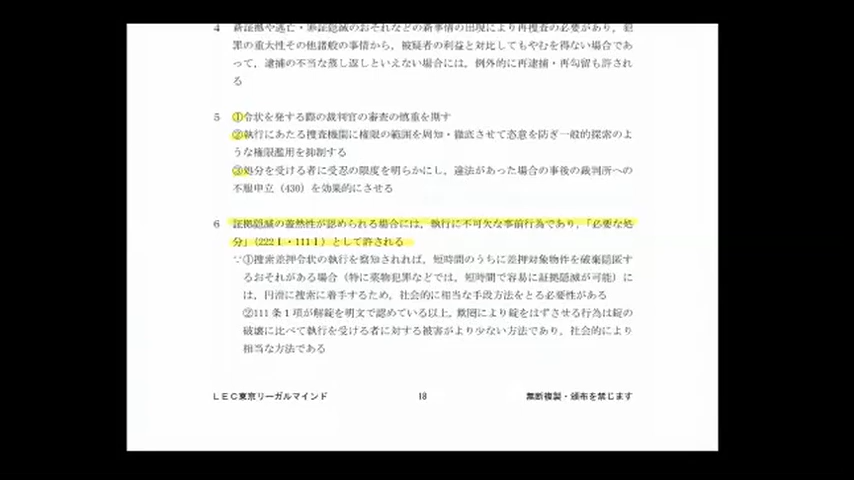 4 新証拠や逃亡・罪証隠滅のおそれなどの新事情の出現により再捜査の必要があり，犯
罪の重大性その他諸般の事情から，被疑者の利益と対比してもやむを得ない場合であ
って，逮捕の不当な蒸し返しといえない場合には，例外的に再逮捕・再勾留も許され
る
5 ①令状を発する際の裁判官の審査の慎重を期す
②執行にあたる捜査機関に権限の範囲を周知・徹底させて恣意を防ぎ一般的探索のよ
うな権限濫用を抑制する
③処分を受ける者に受忍の限度を明らかにし，違法があった場合の事後の裁判所への
不服申立（430）を効果的にさせる
6 証拠隠滅の蓋然性が認められる場合には，執行に不可欠な事前行為であり，「必要な処
分」（222Ⅰ・111Ⅰ）として許される
∵①捜索差押令状の執行を察知されれば，短時間のうちに差押対象物件を破棄隠匿す
るおそれがある場合（特に薬物犯罪などでは，短時間で容易に証拠隠滅が可能）に
は，円滑に捜索に着手するため，社会的に相当な手段方法をとる必要性がある
②111 条 1 項が解錠を明文で認めている以上，欺罔により錠をはずさせる行為は錠の
破壊に比べて執行を受ける者に対する被害がより少ない方法であり，社会的により
相当な方法である
ＬＥＣ東京リーガルマインド 18 無断複製・頒布を禁じます